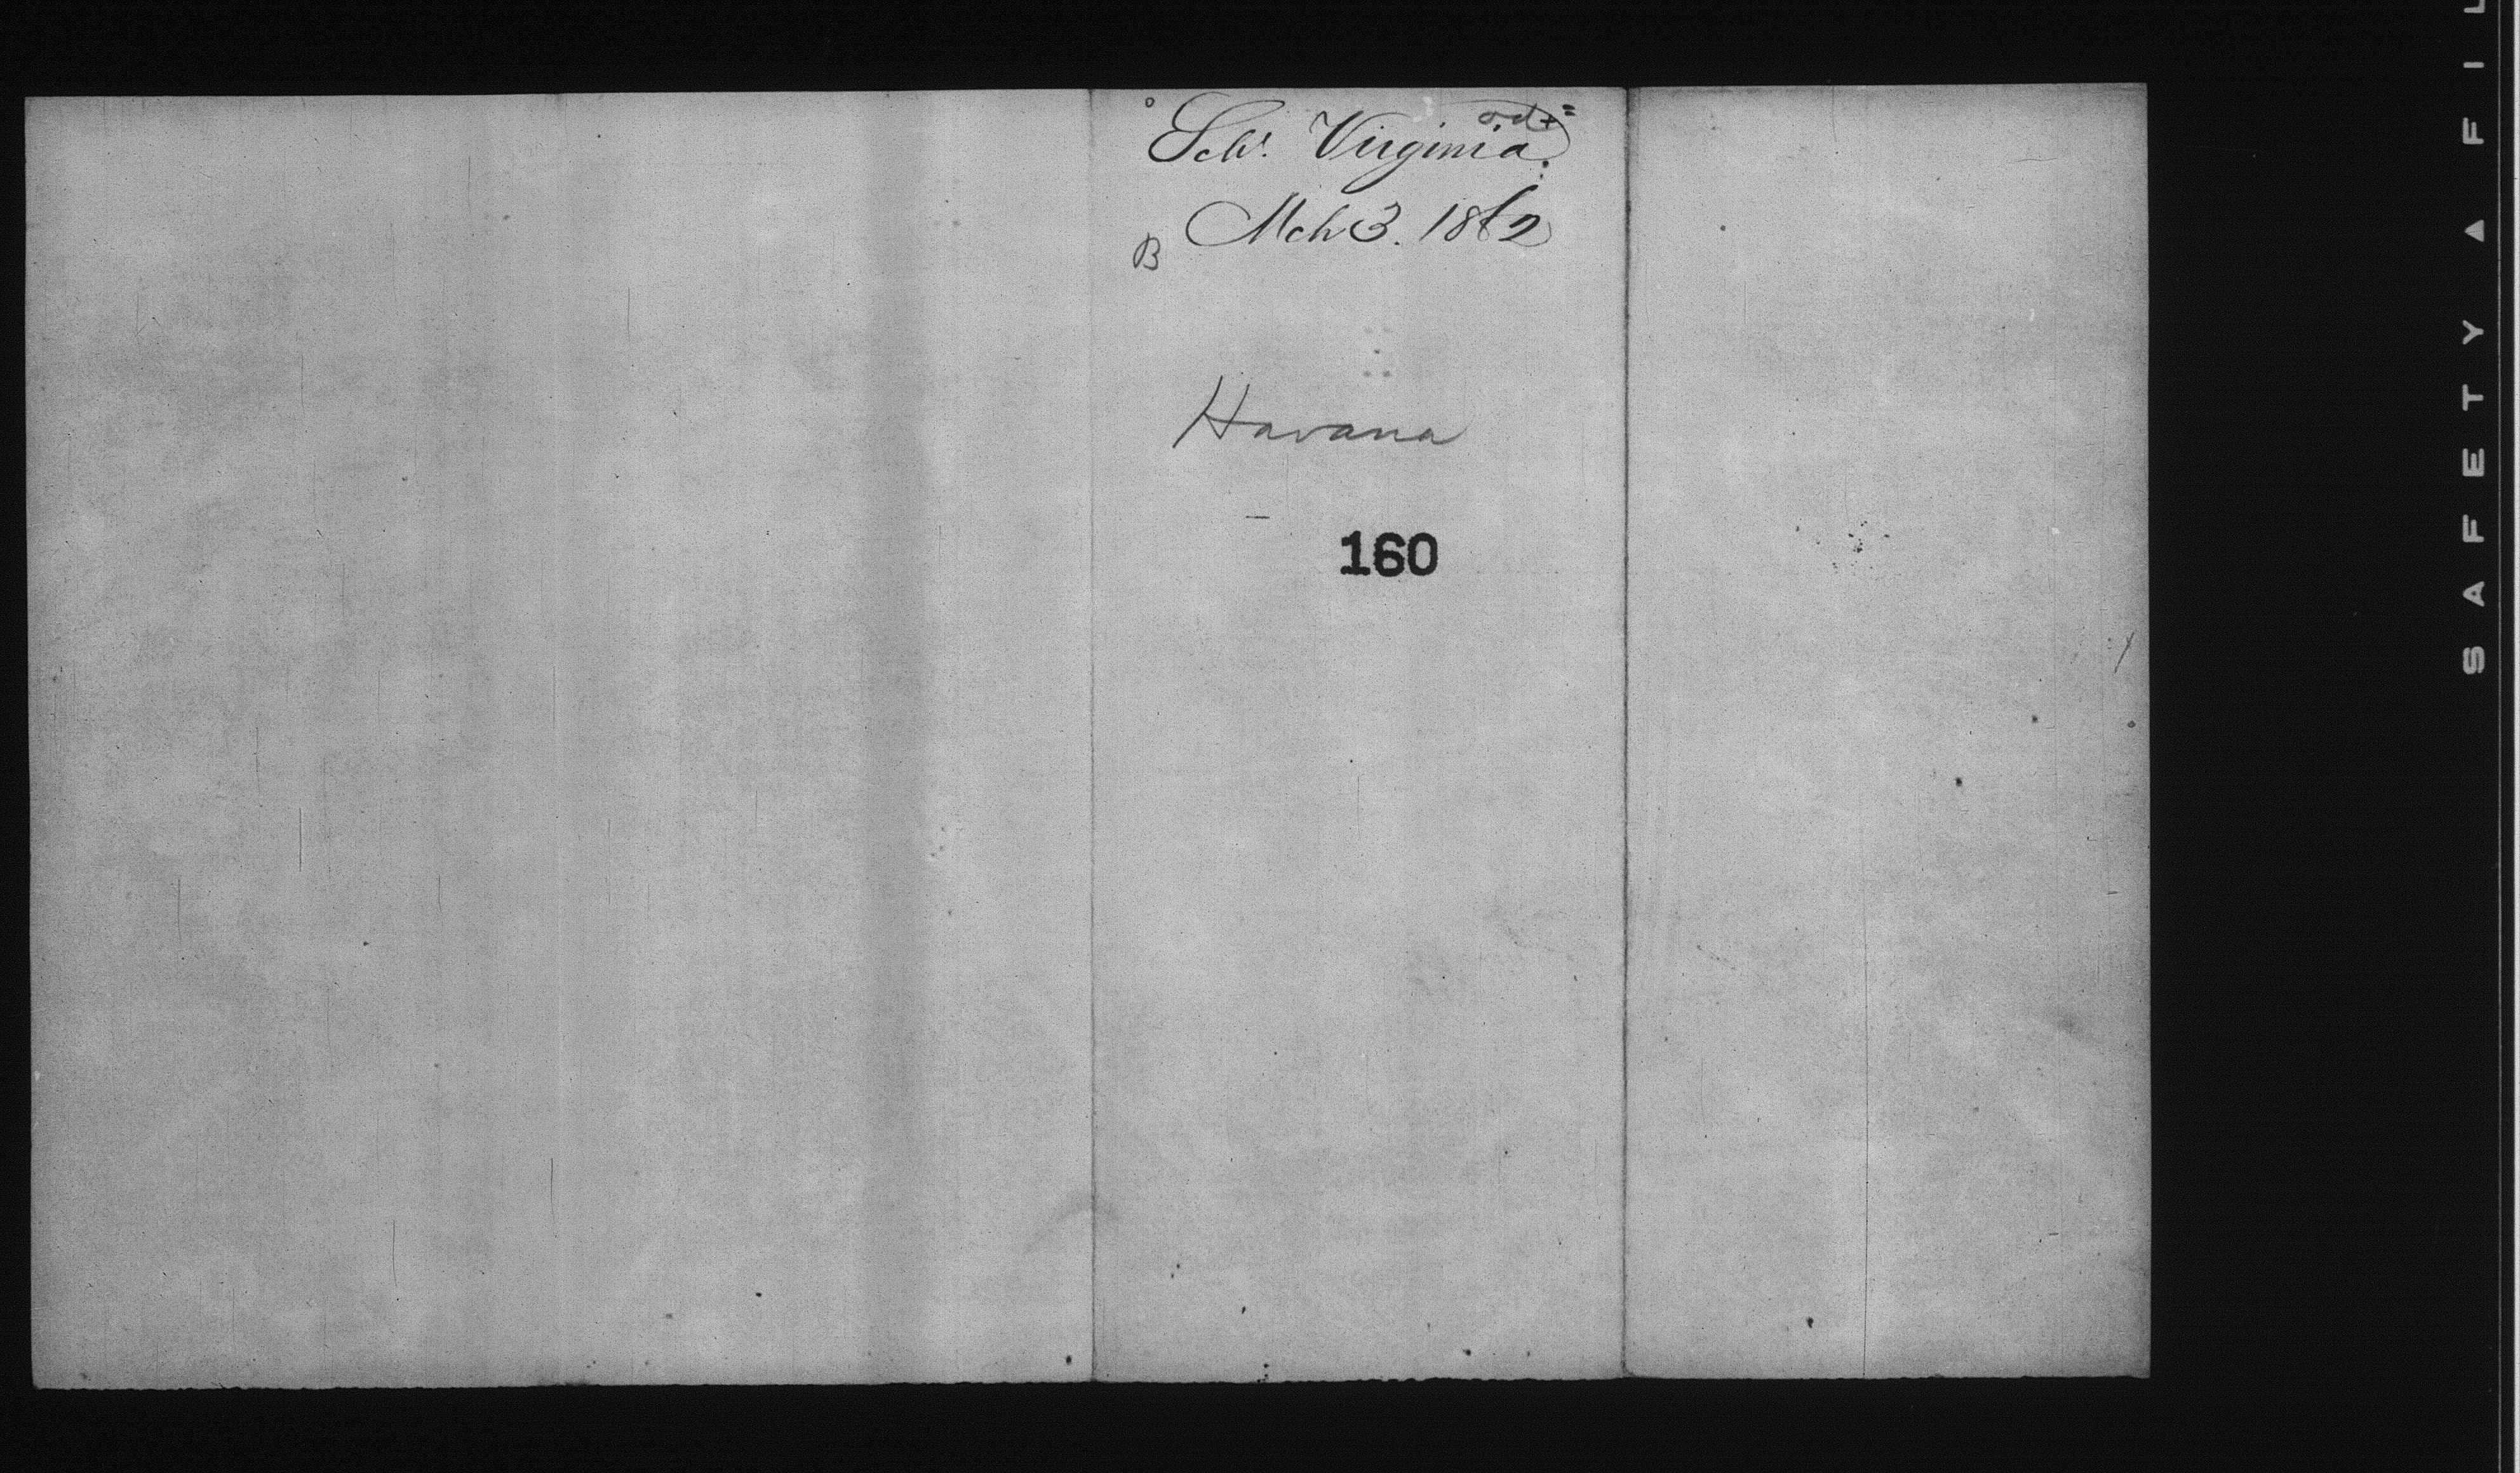 Schr. Virginia.
Mch 3. 1862
B
Havana
160
SAFETY ▲ FIL